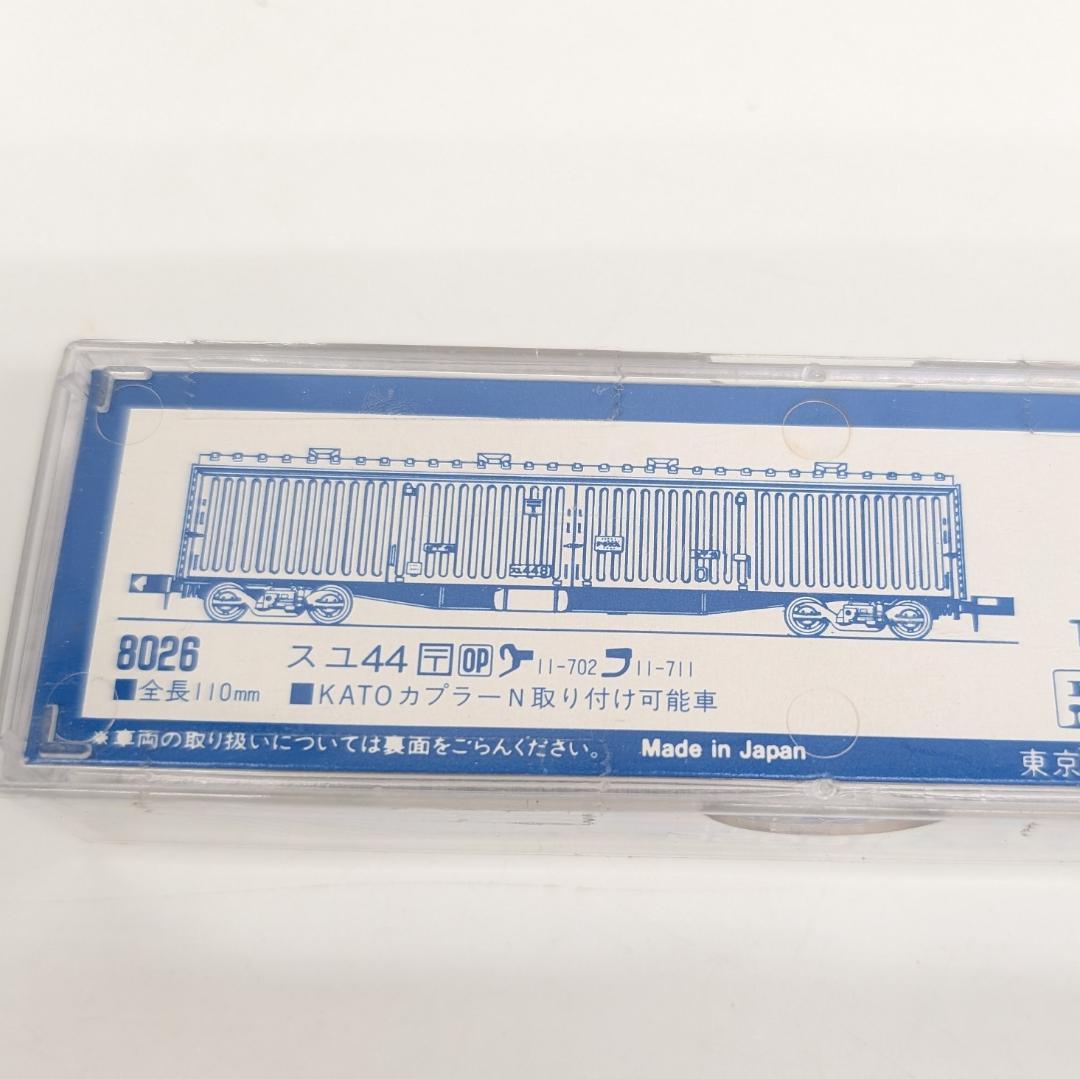 8026 スユ44 〒 OP 11-702 11-711
■全長110mm ■KATOカプラーN取り付け可能車
※車両の取り扱いについては裏面をごらんください。 Made in Japan
東京